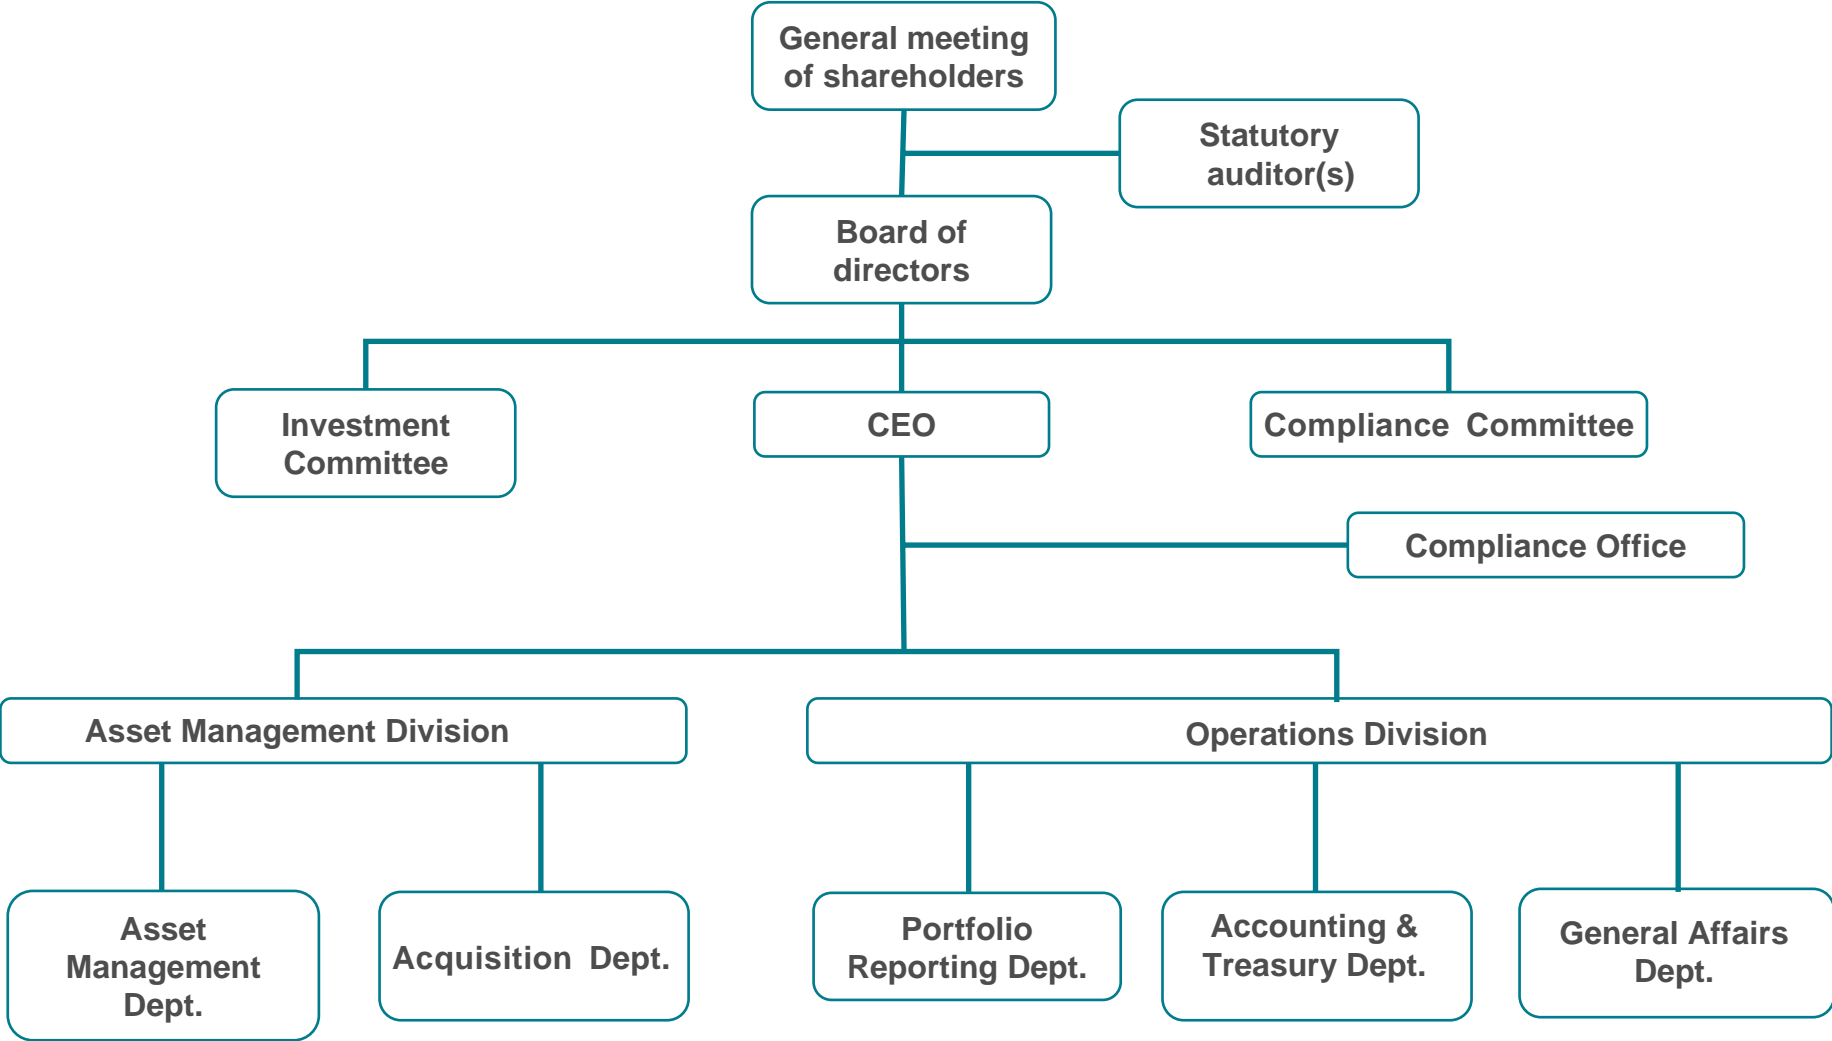 General meeting
of shareholders
Statutory
auditor(s)
Board of
directors
Investment
Committee
CEO
Compliance Committee
Compliance Office
Asset Management Division
Operations Division
Asset
Management
Dept.
Acquisition Dept.
Portfolio
Reporting Dept.
Accounting &
Treasury Dept.
General Affairs
Dept.